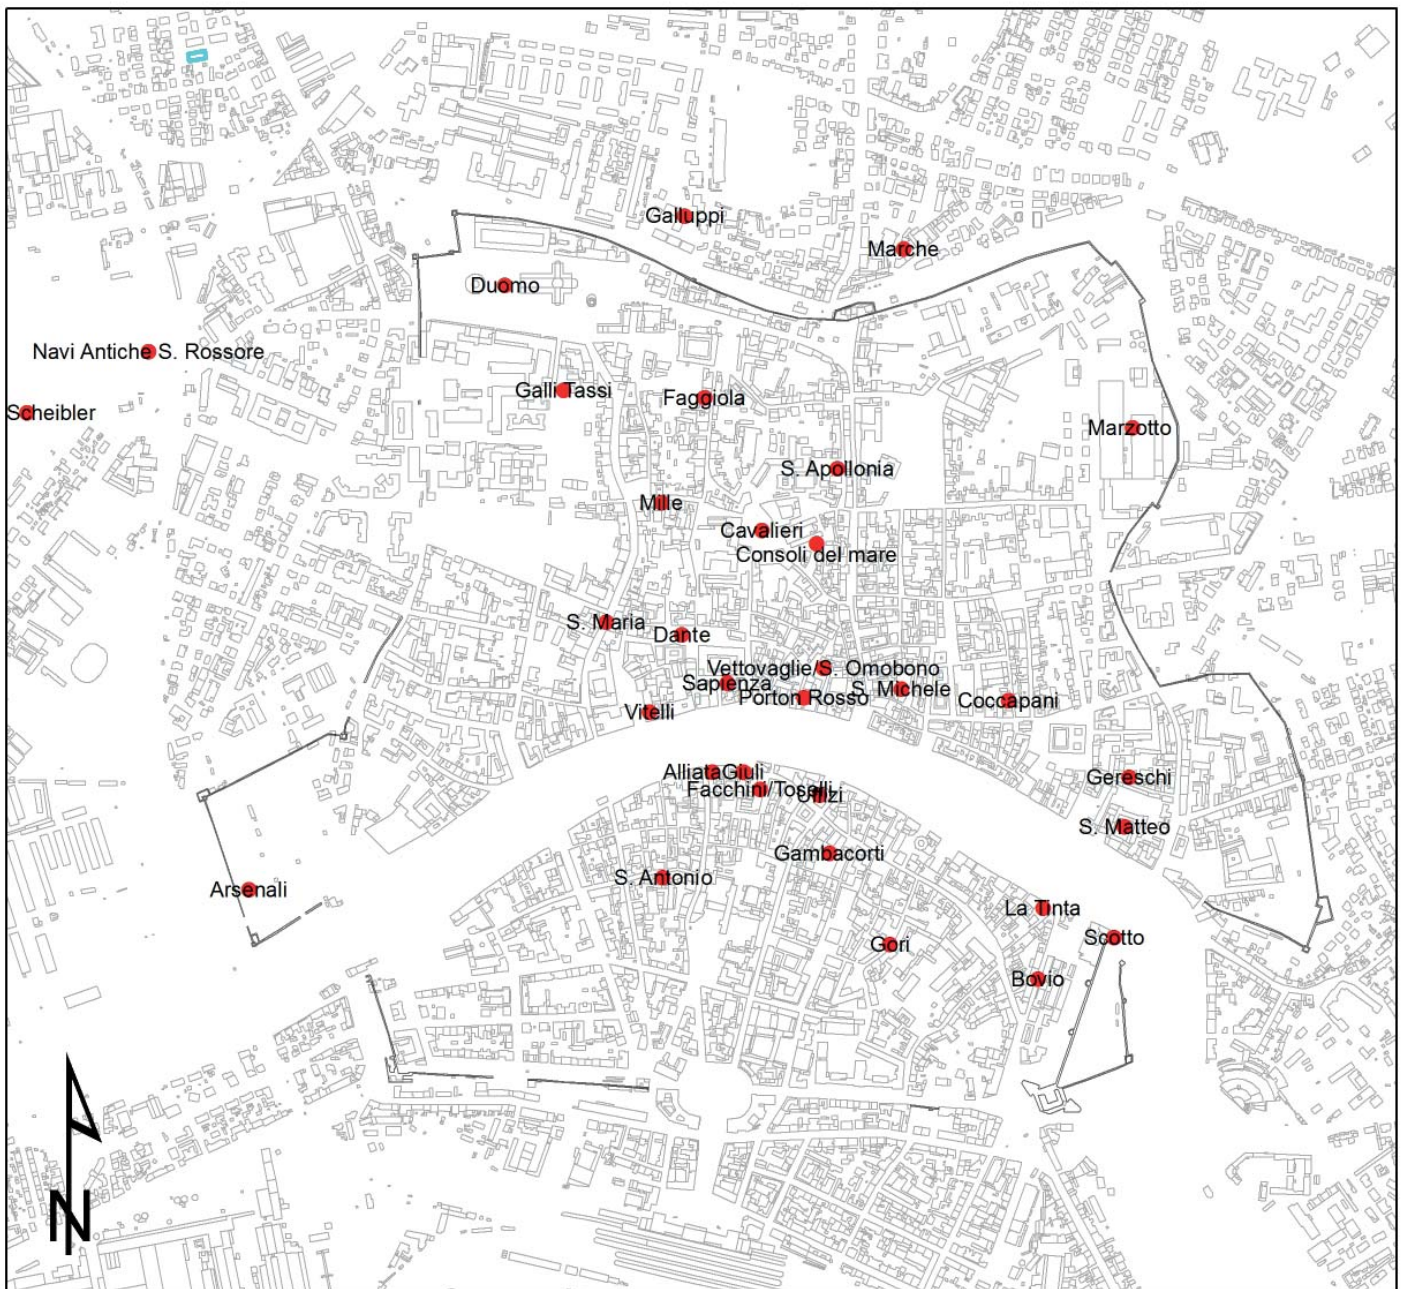 Galluppi
Marche
Duomo
Navi Antiche S. Rossore
Galli Tassi
Faggiola
Scheibler
Marzotto
S. Apollonia
Mille
Cavalieri
Consoli del mare
S. Maria
Dante
Vettovaglie/S. Omobono
Sapienza
S. Michele
Porton Rosso
Coccapani
Vitelli
Alliata
Giuli
Gereschi
Facchini/Toselli
Uffizi
S. Matteo
Gambacorti
S. Antonio
Arsenali
La Tinta
Scotto
Gori
Bovio
N